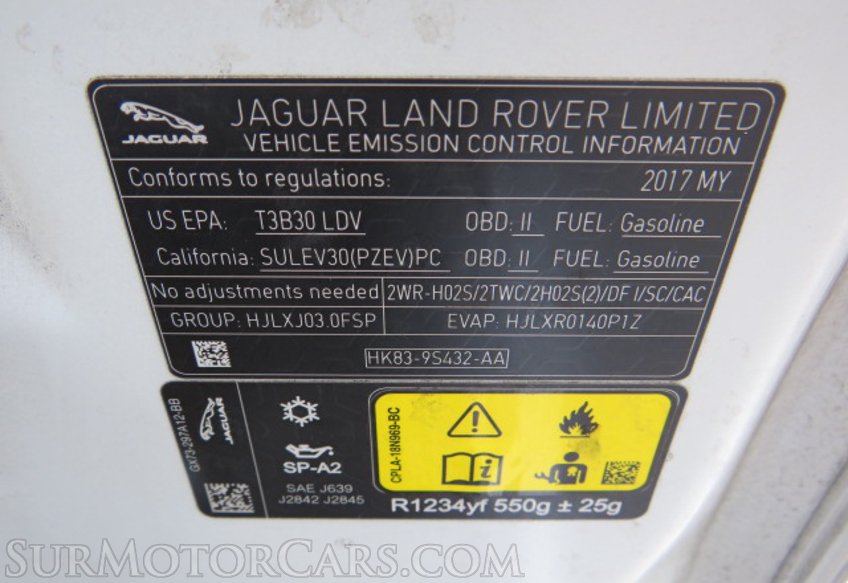 JAGUAR
JAGUAR LAND ROVER LIMITED
VEHICLE EMISSION CONTROL INFORMATION
Conforms to regulations: 2017 MY
US EPA: T3B30 LDV OBD: II FUEL: Gasoline
California: SULEV30(PZEV)PC OBD: II FUEL: Gasoline
No adjustments needed 2WR-HO2S/2TWC/2HO2S(2)/DF I/SC/CAC
GROUP: HJLXJ03.0FSP EVAP: HJLXR0140P1Z
HK83-9S432-AA
GX73-297A12-BB
JAGUAR
SP-A2
SAE J639
J2842 J2845
CPLA-18N969-BC
R1234yf 550g ± 25g
SurMotorCars.com